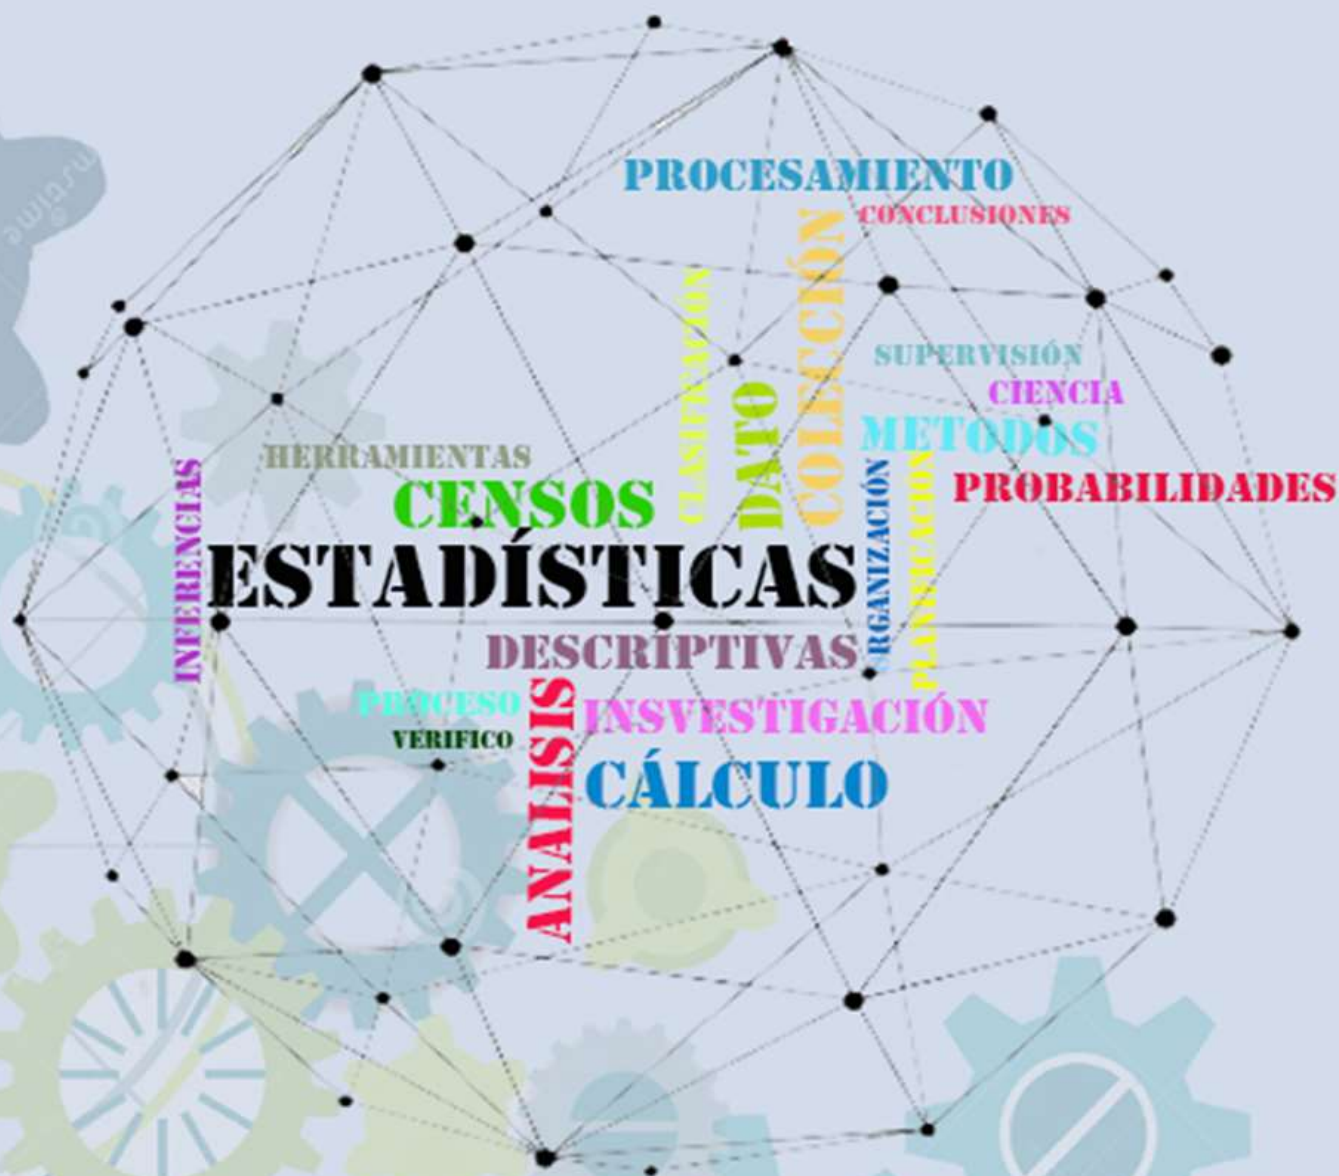 PROCESAMIENTO
CONCLUSIONES
COLECCIÓN
CLASIFICACIÓN
SUPERVISIÓN
CIENCIA
DATO
METODOS
HERRAMIENTAS
PROBABILIDADES
CENSOS
INFERENCIAS
ESTADÍSTICAS
RGANIZACIÓN
PLANIFICACIÓN
DESCRIPTIVAS
PROCESO
INSVESTIGACIÓN
VERIFICO
ANALISIS
CÁLCULO